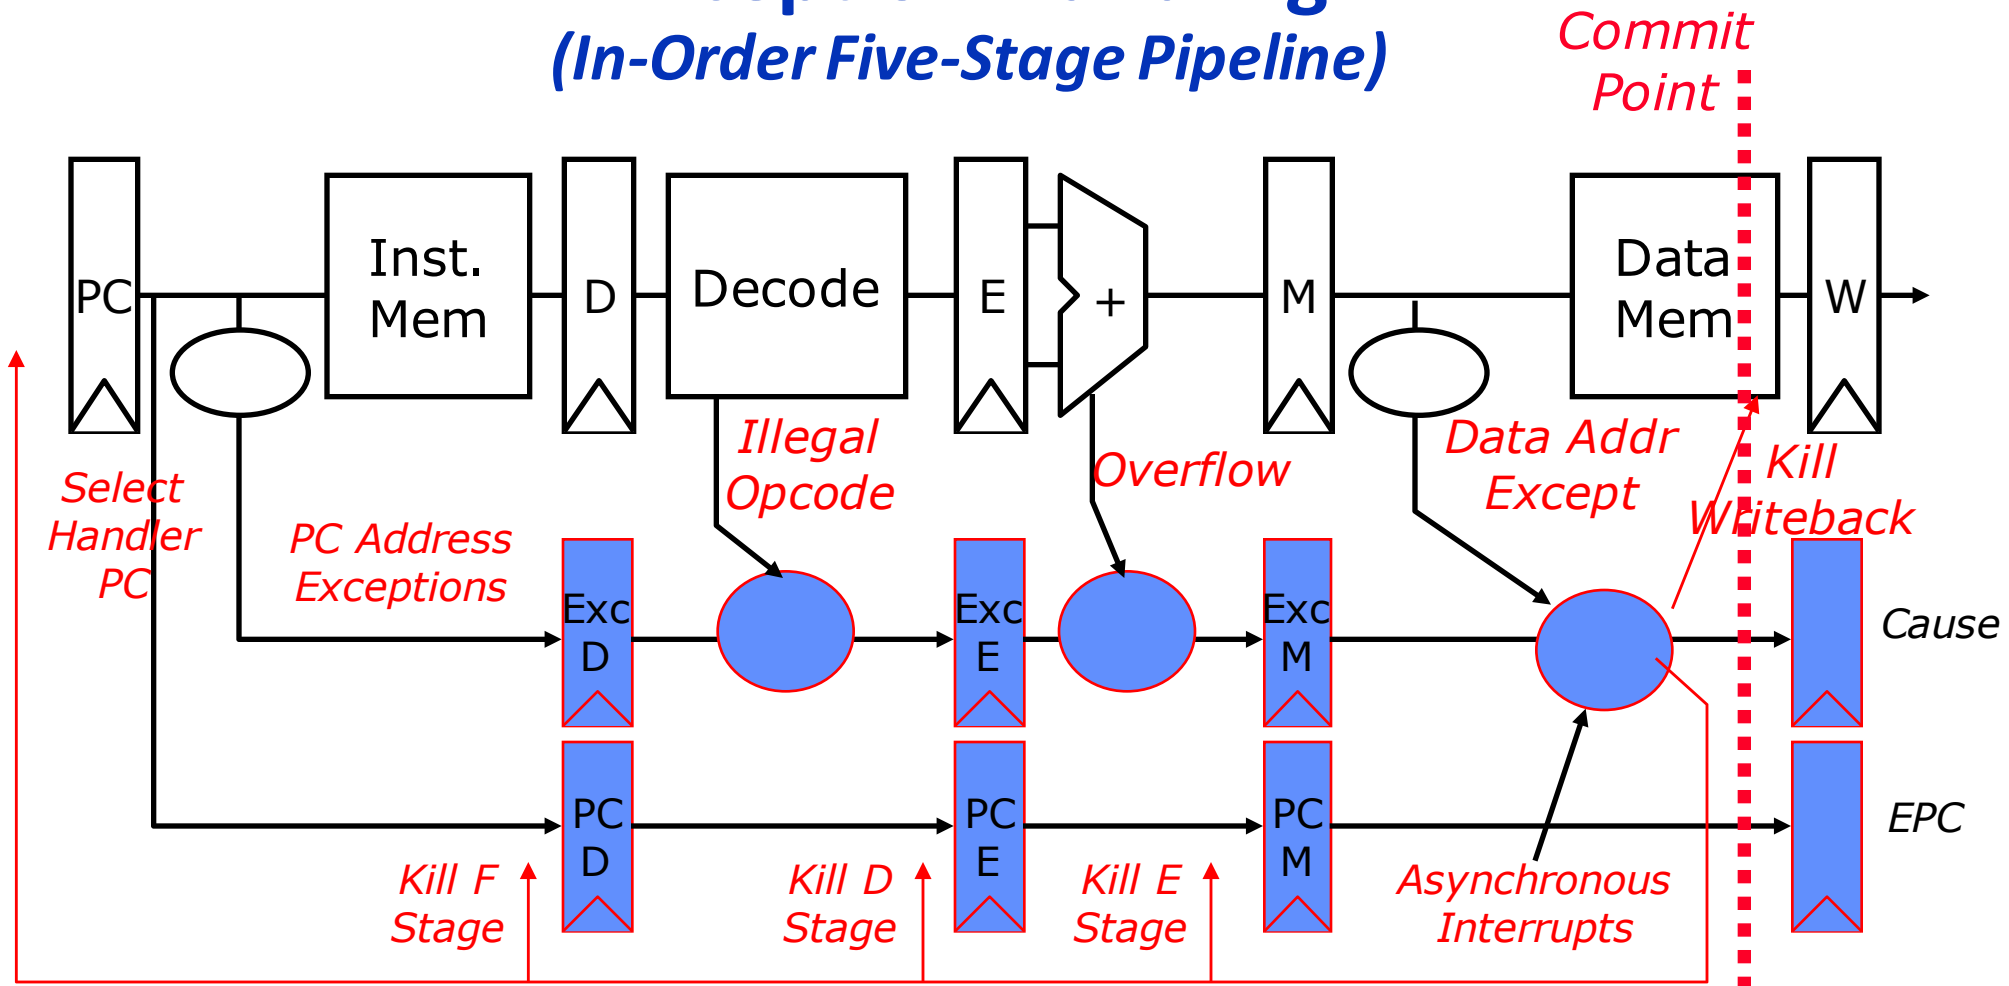 (In-Order Five-Stage Pipeline)
Commit
Point
PC
Inst.
Mem
D
Decode
E
+
M
Data
Mem
W
Select
Handler
PC
PC Address
Exceptions
Illegal
Opcode
Overflow
Data Addr
Except
Kill
Writeback
Exc
D
Exc
E
Exc
M
Cause
PC
D
PC
E
PC
M
EPC
Kill F
Stage
Kill D
Stage
Kill E
Stage
Asynchronous
Interrupts